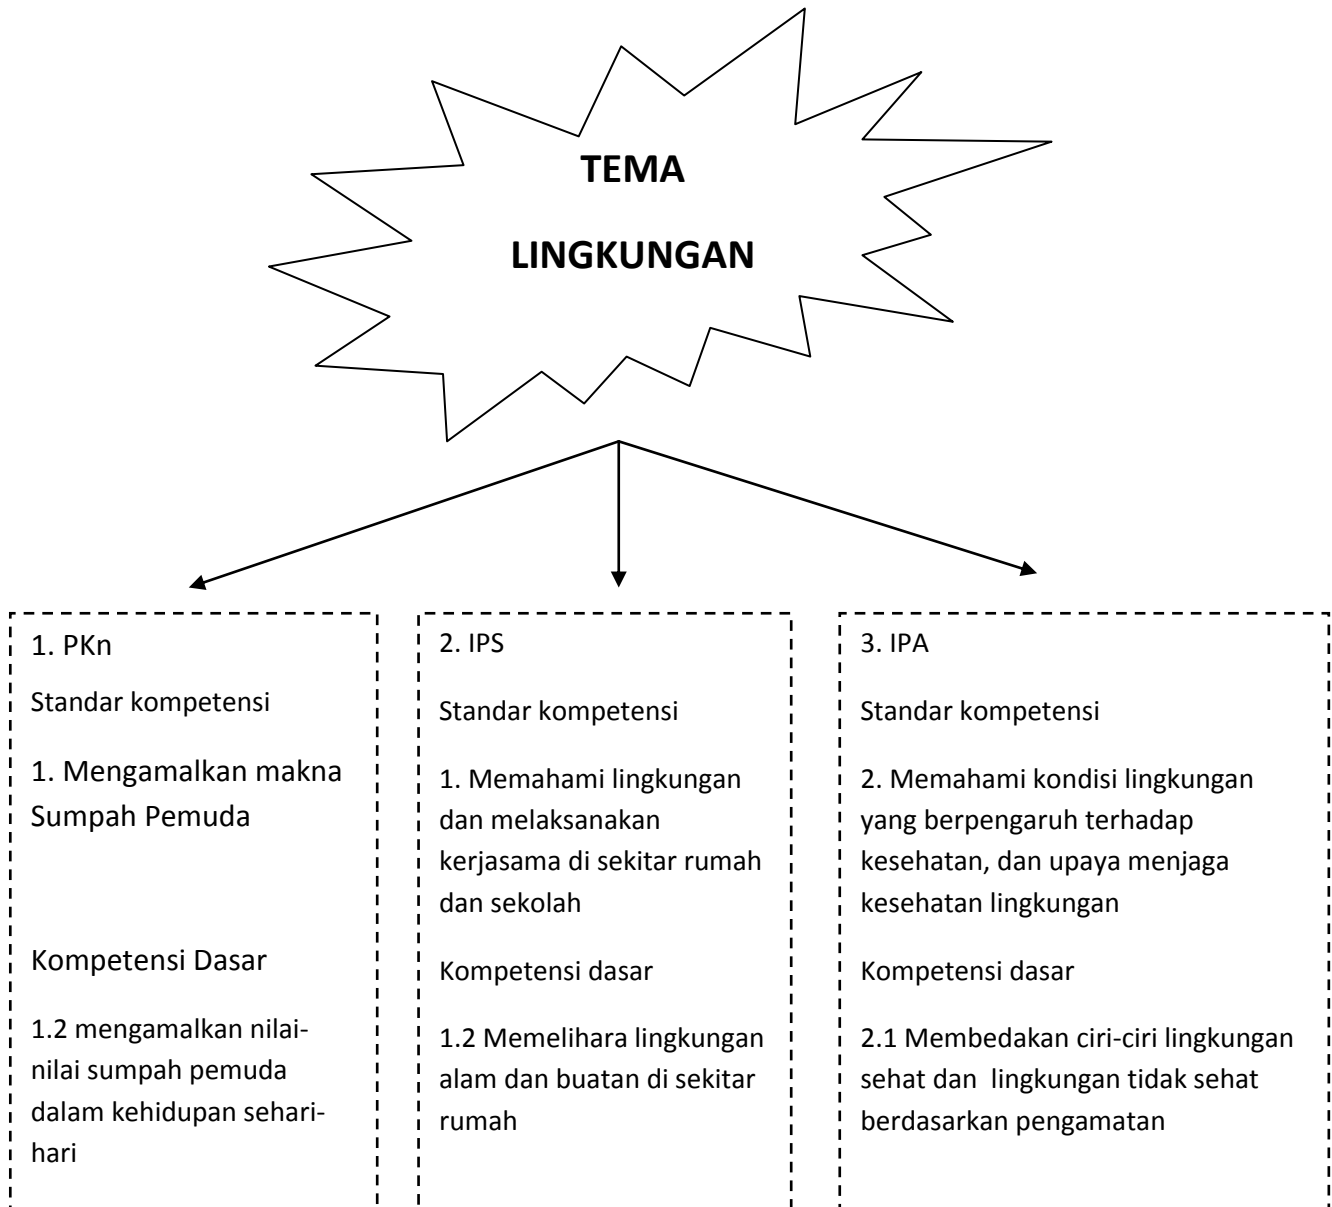 TEMA
LINGKUNGAN
1. PKn
Standar kompetensi
1. Mengamalkan makna
Sumpah Pemuda
Kompetensi Dasar
1.2 mengamalkan nilai-
nilai sumpah pemuda
dalam kehidupan sehari-
hari
2. IPS
Standar kompetensi
1. Memahami lingkungan
dan melaksanakan
kerjasama di sekitar rumah
dan sekolah
Kompetensi dasar
1.2 Memelihara lingkungan
alam dan buatan di sekitar
rumah
3. IPA
Standar kompetensi
2. Memahami kondisi lingkungan
yang berpengaruh terhadap
kesehatan, dan upaya menjaga
kesehatan lingkungan
Kompetensi dasar
2.1 Membedakan ciri-ciri lingkungan
sehat dan  lingkungan tidak sehat
berdasarkan pengamatan